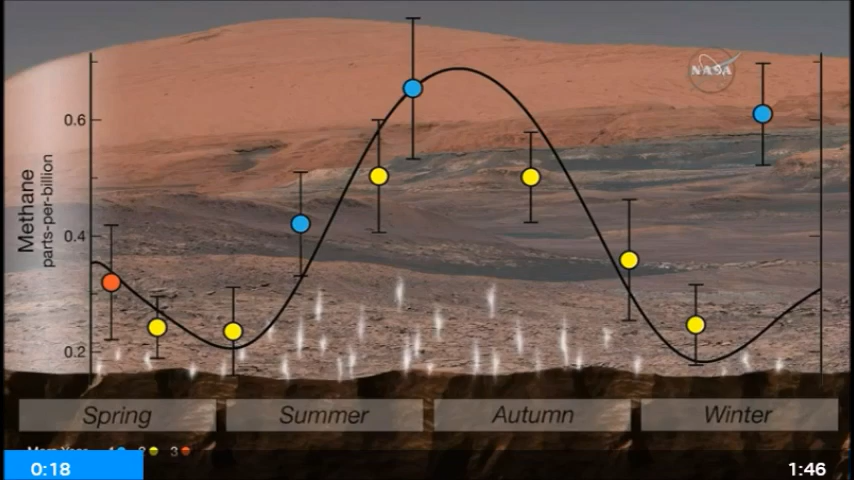 NASA
0.6
0.4
0.2
Methane
parts-per-billion
Spring Summer Autumn Winter
3
0:18 1:46